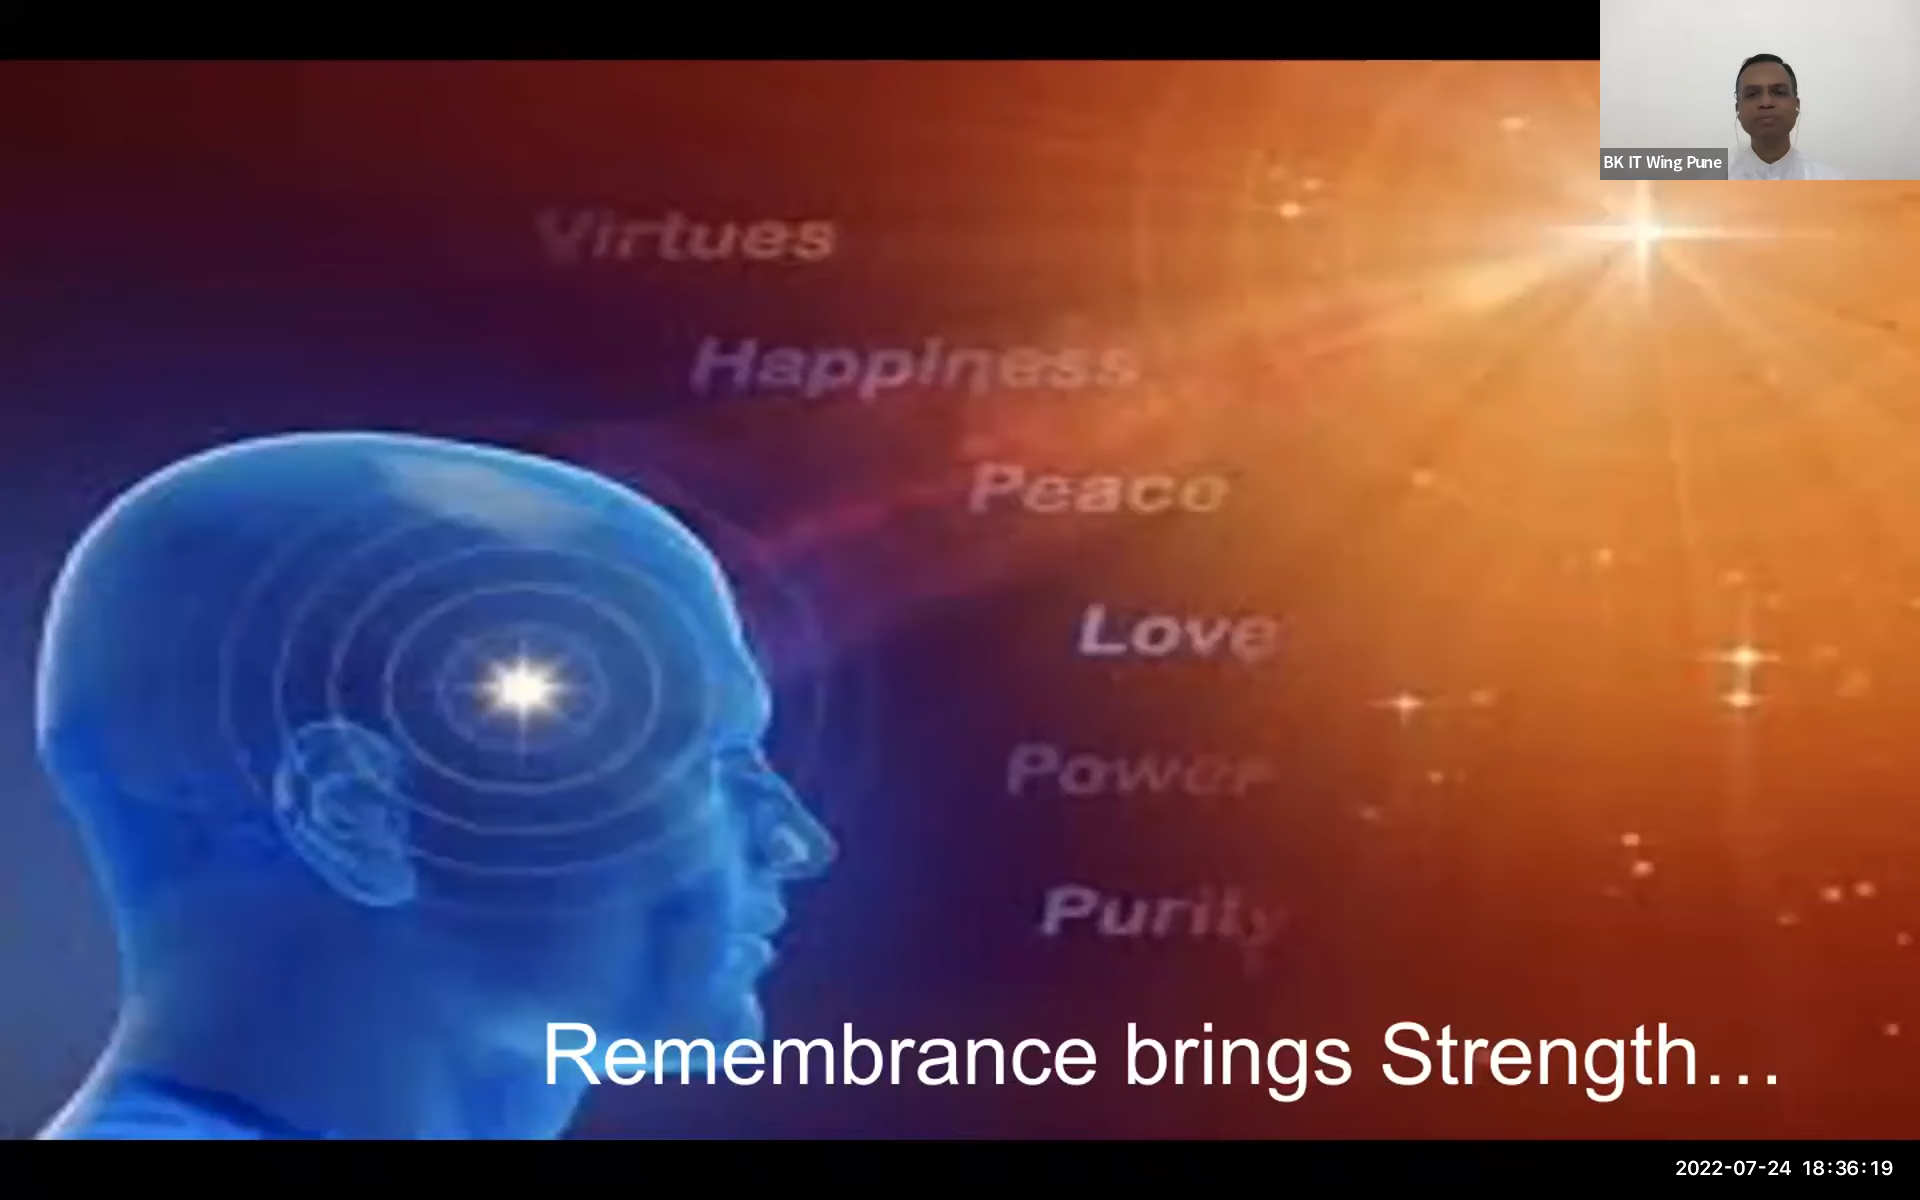 BK IT Wing Pune
Virtues
Happiness
Peace
Love
Power
Purity
Remembrance brings Strength...
2022-07-24 18:36:19